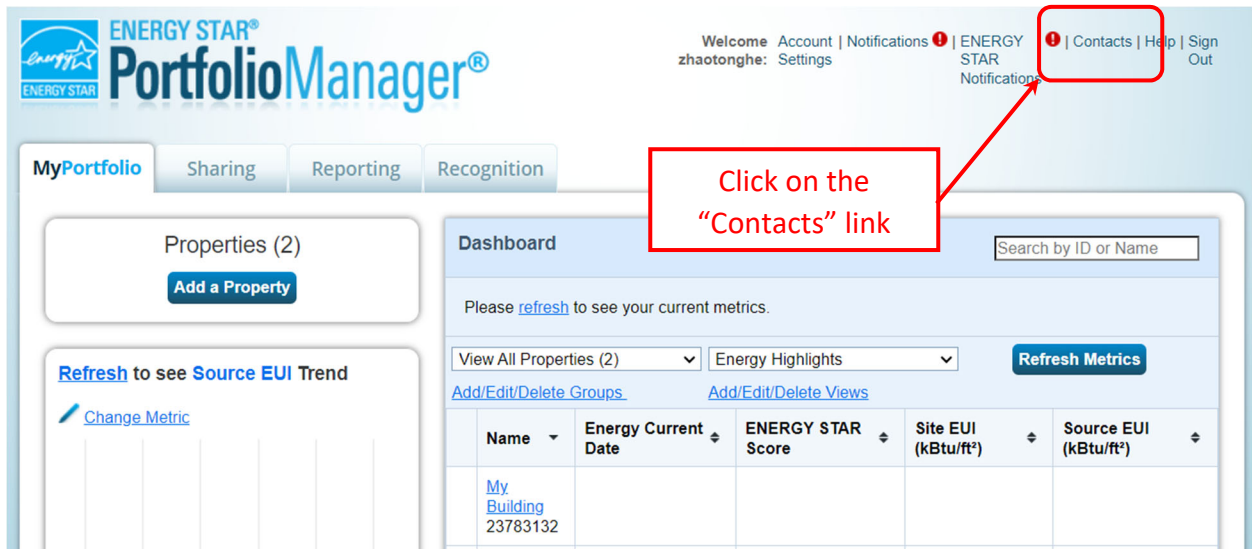 ENERGY STAR®
PortfolioManager®
energy
ENERGY STAR
Welcome zhaotonghe:
Account Settings | Notifications ! | ENERGY STAR Notifications ! | Contacts | Help | Sign Out
MyPortfolio
Sharing
Reporting
Recognition
Click on the
“Contacts” link
Properties (2)
Add a Property
Refresh to see Source EUI Trend
Change Metric
Dashboard
Search by ID or Name
Please refresh to see your current metrics.
View All Properties (2)
Energy Highlights
Refresh Metrics
Add/Edit/Delete Groups
Add/Edit/Delete Views
Name
Energy Current
Date
ENERGY STAR
Score
Site EUI
(kBtu/ft²)
Source EUI
(kBtu/ft²)
My
Building
23783132